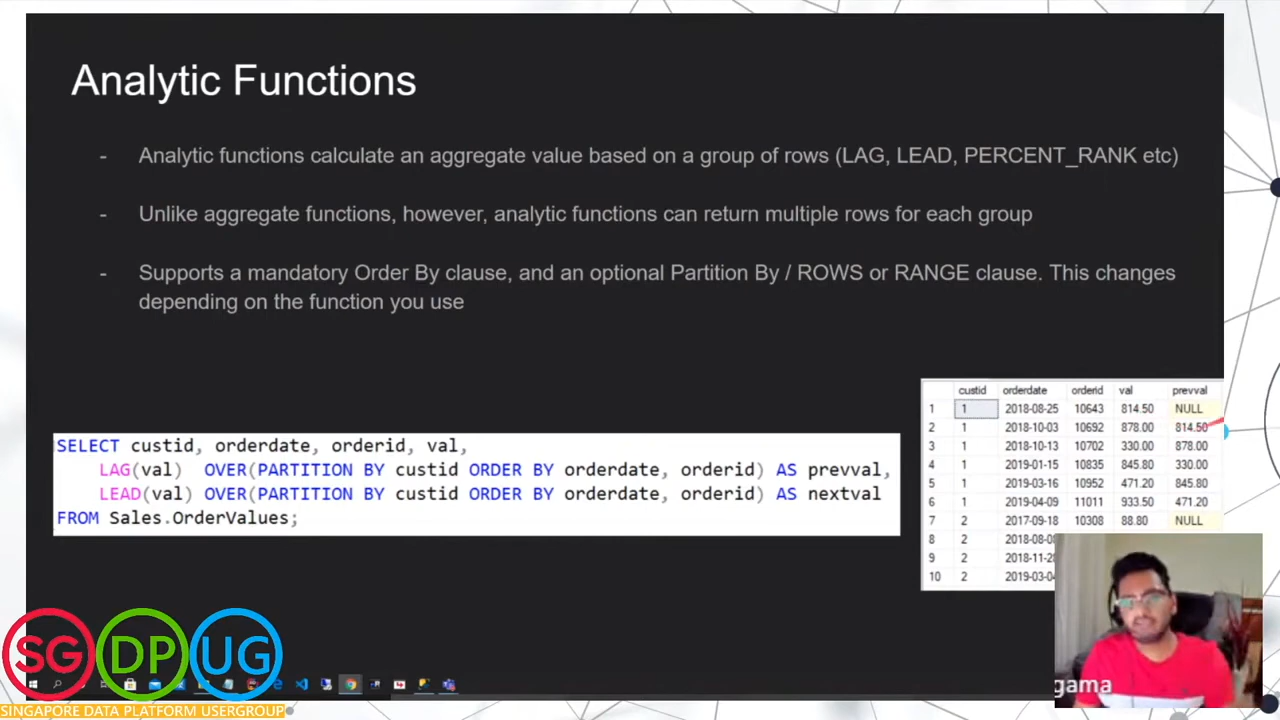 Analytic Functions
- Analytic functions calculate an aggregate value based on a group of rows (LAG, LEAD, PERCENT_RANK etc)
- Unlike aggregate functions, however, analytic functions can return multiple rows for each group
- Supports a mandatory Order By clause, and an optional Partition By / ROWS or RANGE clause. This changes
depending on the function you use
SELECT custid, orderdate, orderid, val,
LAG(val) OVER(PARTITION BY custid ORDER BY orderdate, orderid) AS prevval,
LEAD(val) OVER(PARTITION BY custid ORDER BY orderdate, orderid) AS nextval
FROM Sales.OrderValues;
custid orderdate orderid val prevval
1 1 2018-08-25 10643 814.50 NULL
2 1 2018-10-03 10692 878.00 814.50
3 1 2018-10-13 10702 330.00 878.00
4 1 2019-01-15 10835 845.80 330.00
5 1 2019-03-16 10952 471.20 845.80
6 1 2019-04-09 11011 933.50 471.20
7 2 2017-09-18 10308 88.80 NULL
8 2 2018-08-0
9 2 2018-11-2
10 2 2019-03-0
gama
SG DP UG
SINGAPORE DATA PLATFORM USERGROUP